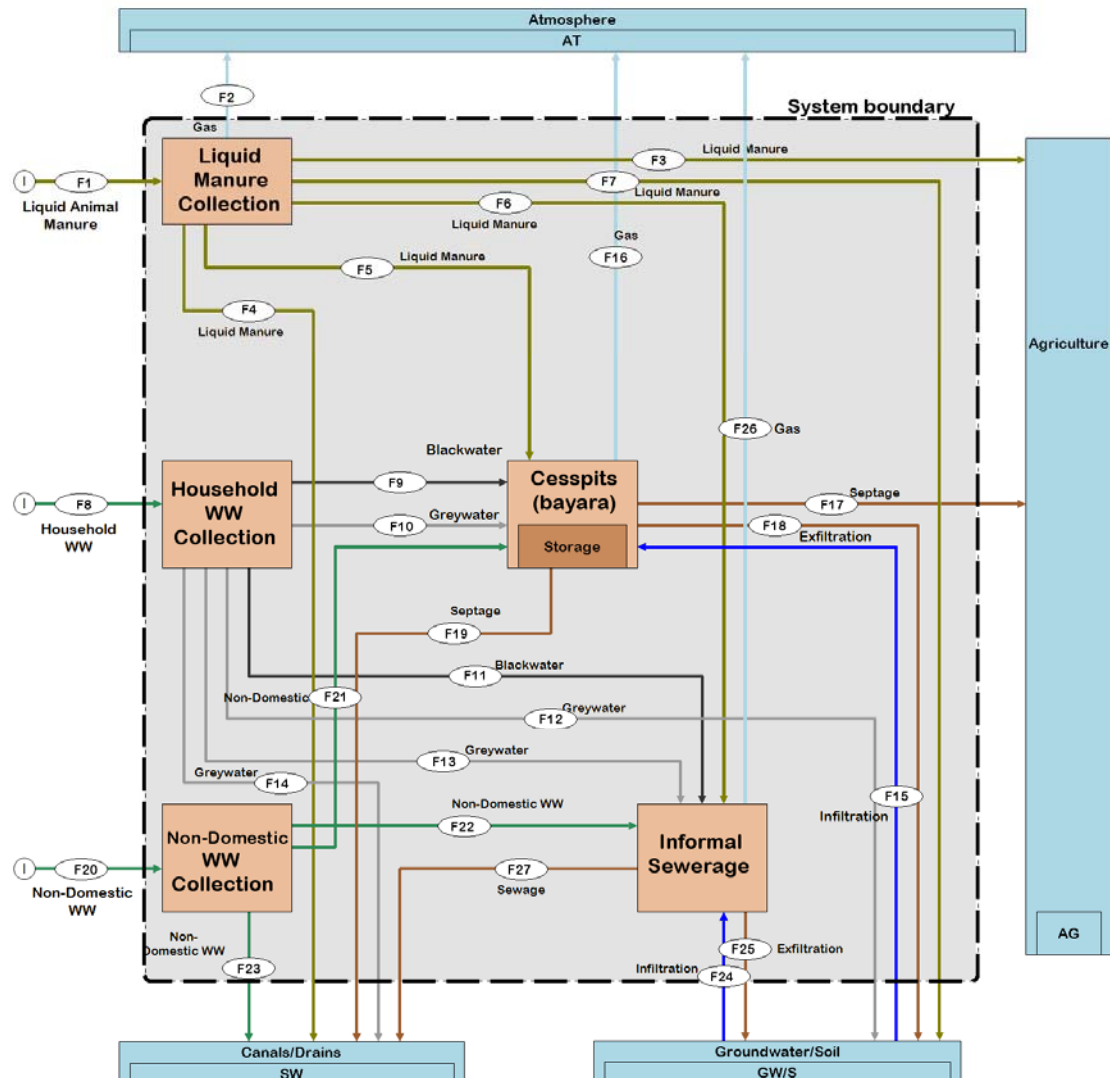 Atmosphere
AT
F2
System boundary
Gas
Liquid
Manure
Collection
F3
Liquid Manure
I
F1
F7
Liquid Manure
F6
Liquid Animal
Manure
Liquid Manure
Gas
F16
Liquid Manure
F5
F4
Liquid Manure
Agriculture
F26
Gas
Blackwater
Household
WW
Collection
F9
Cesspits
(bayara)
Storage
I
F8
Septage
F17
Household
WW
Greywater
F10
F18
Exfiltration
Septage
F19
Blackwater
F11
Non-Domestic
F21
Greywater
F12
Greywater
F13
Greywater
F14
F15
Infiltration
Non-Domestic WW
F22
Non-Domestic
WW
Collection
Informal
Sewerage
I
F20
F27
Sewage
Non-Domestic
WW
AG
Non-
Domestic WW
F23
F25
Exfiltration
Infiltration
F24
Canals/Drains
SW
Groundwater/Soil
GW/S